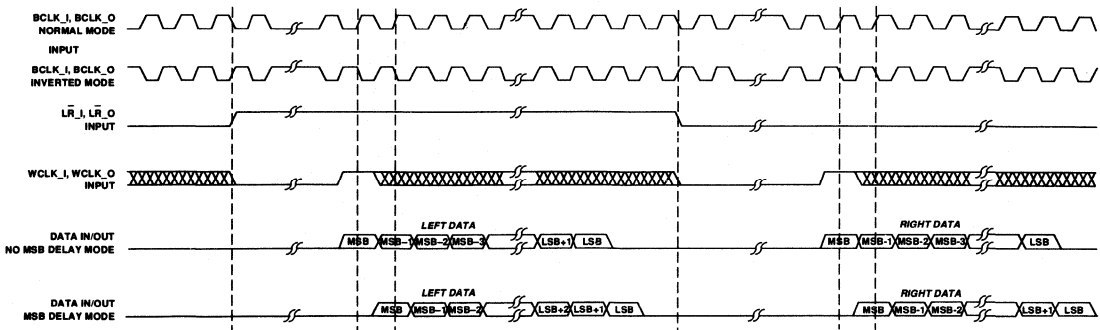 BCLK_I, BCLK_O
NORMAL MODE
INPUT
BCLK_I, BCLK_O
INVERTED MODE
LR_I, LR_O
INPUT
WCLK_I, WCLK_O
INPUT
LEFT DATA RIGHT DATA
DATA IN/OUT
NO MSB DELAY MODE
MSB MSB–1 MSB–2 MSB–3 LSB+1 LSB MSB MSB-1 MSB-2 MSB-3 LSB
LEFT DATA RIGHT DATA
DATA IN/OUT
MSB DELAY MODE
MSB MSB–1 MSB–2 LSB+2 LSB+1 LSB MSB MSB-1 MSB-2 LSB+1 LSB